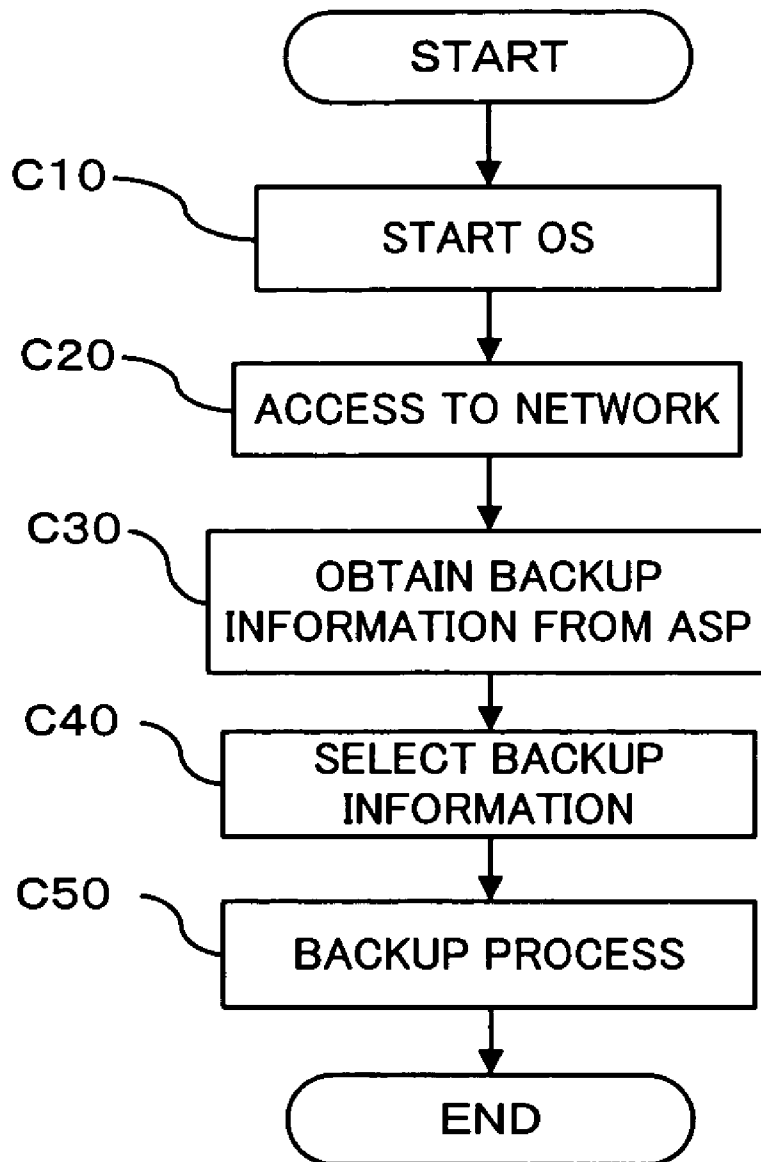 START
C10
START OS
C20
ACCESS TO NETWORK
C30
OBTAIN BACKUP
INFORMATION FROM ASP
C40
SELECT BACKUP
INFORMATION
C50
BACKUP PROCESS
END